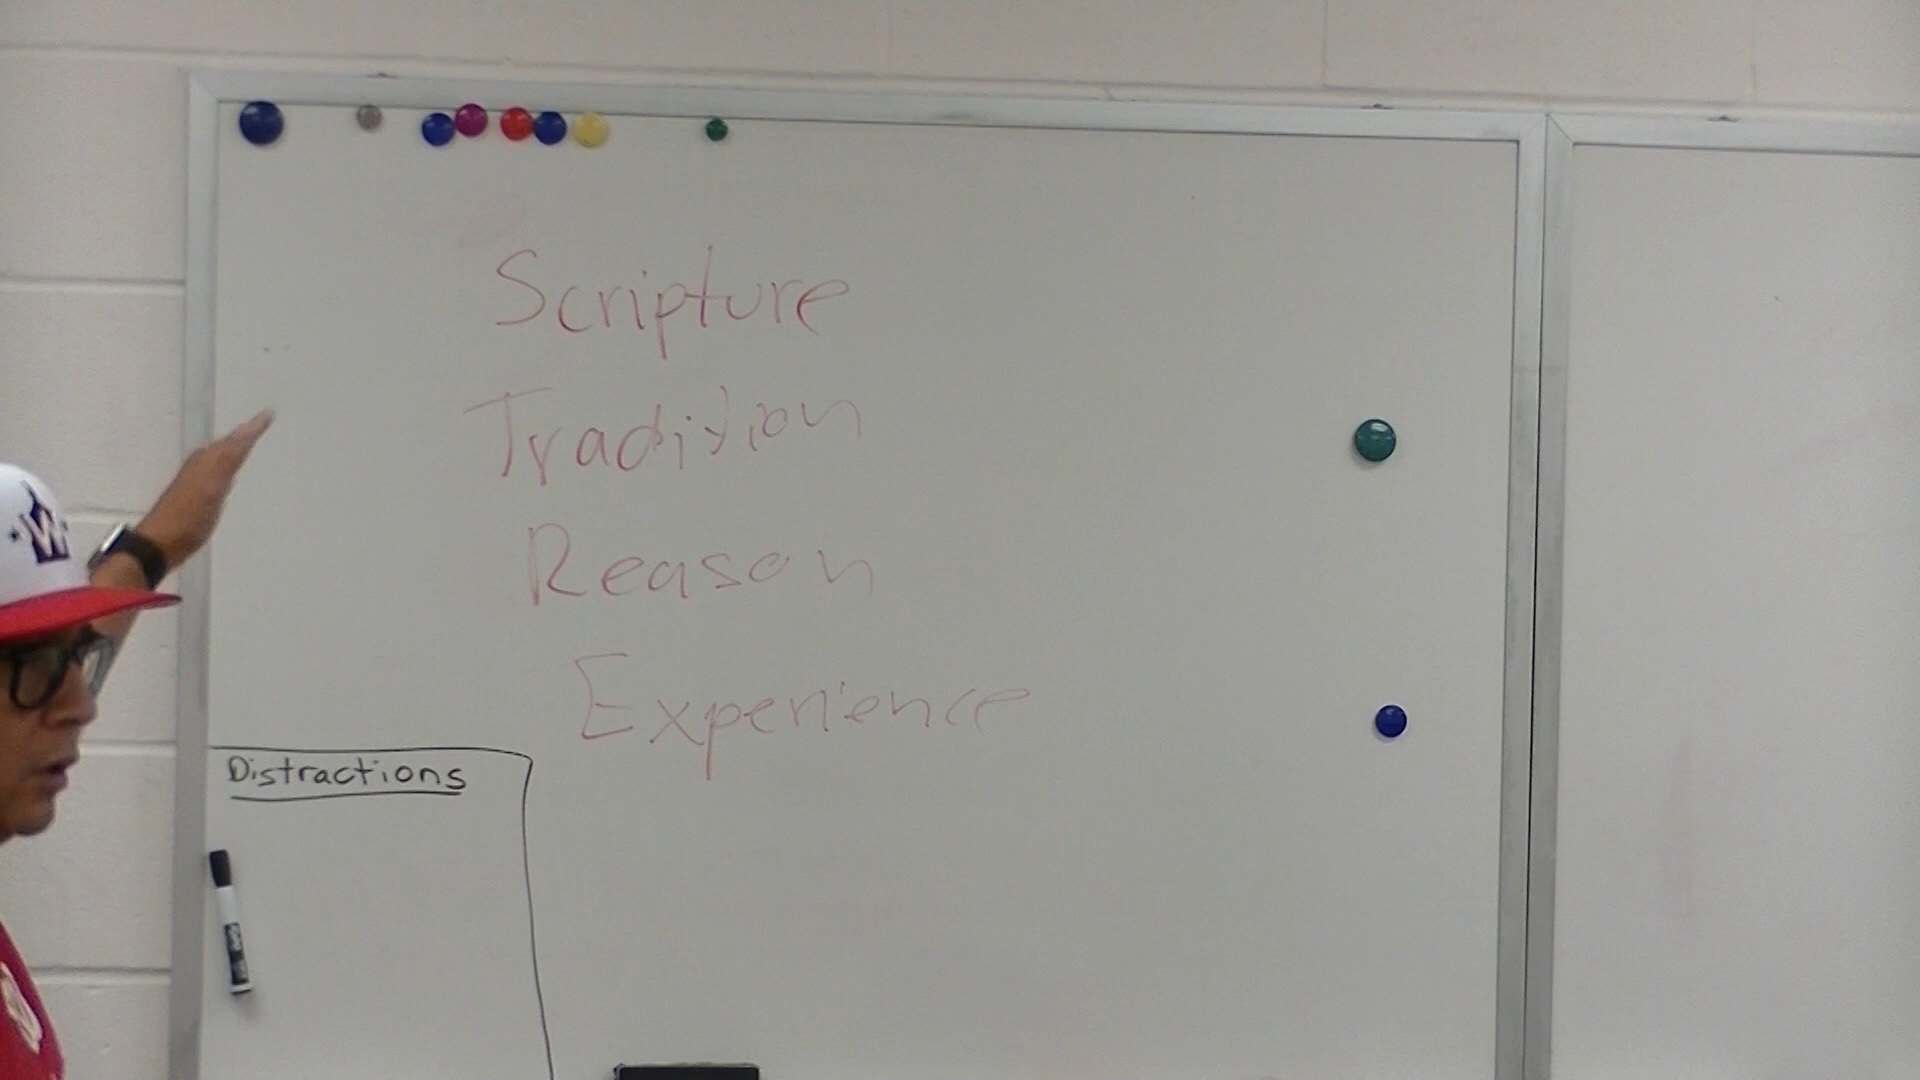 Scripture
Tradition
Reason
Experience
Distractions
W